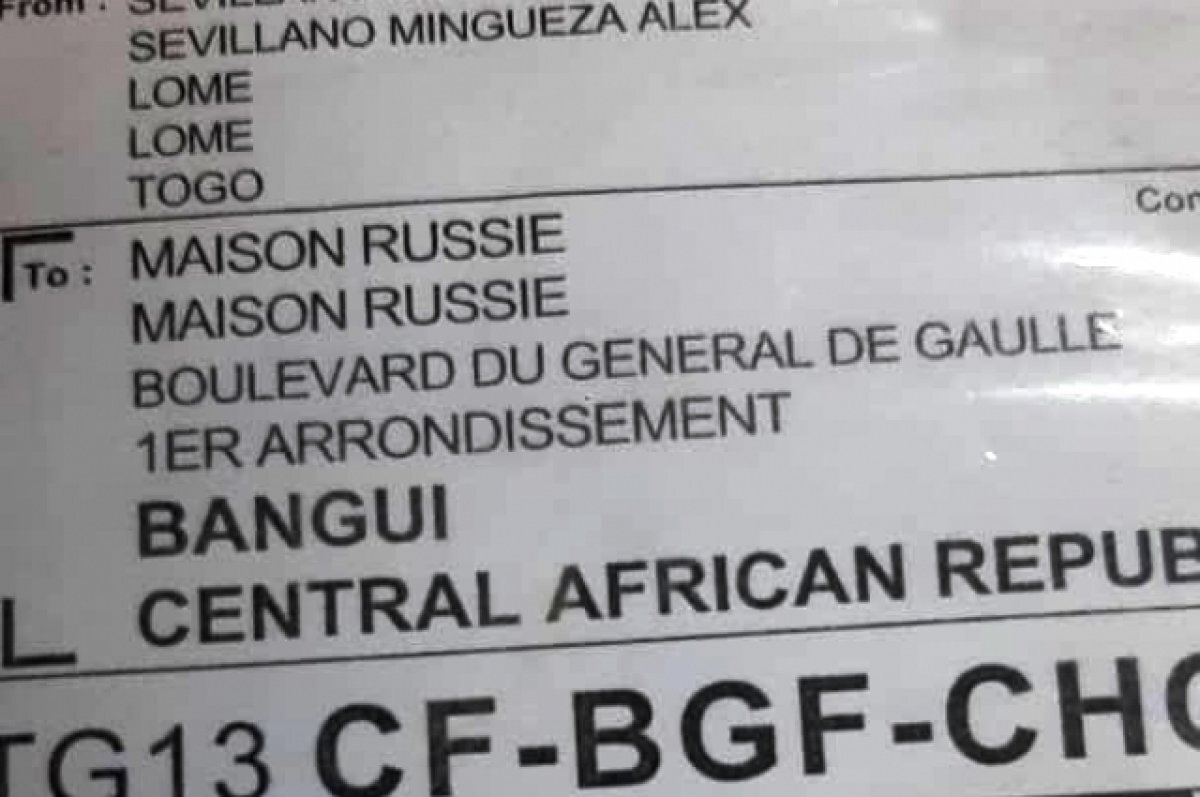 From :
SEVILLANO MINGUEZA ALEX
LOME
LOME
TOGO
To : MAISON RUSSIE
MAISON RUSSIE
BOULEVARD DU GENERAL DE GAULLE
1ER ARRONDISSEMENT
BANGUI
CENTRAL AFRICAN REPUB
TG13 CF-BGF-CH